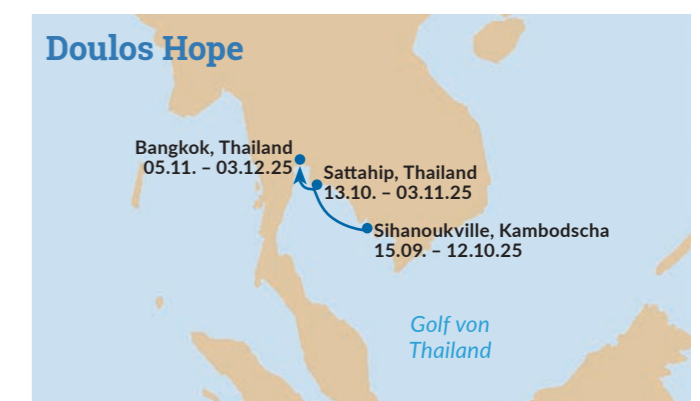 Doulos Hope
Bangkok, Thailand
05.11. – 03.12.25
Sattahip, Thailand
13.10. – 03.11.25
Sihanoukville, Kambodscha
15.09. – 12.10.25
Golf von
Thailand